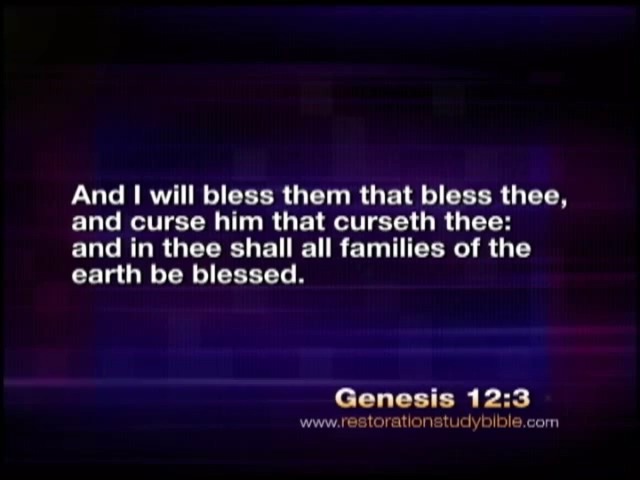 And I will bless them that bless thee,
and curse him that curseth thee:
and in thee shall all families of the
earth be blessed.
Genesis 12:3
www.restorationstudybible.com